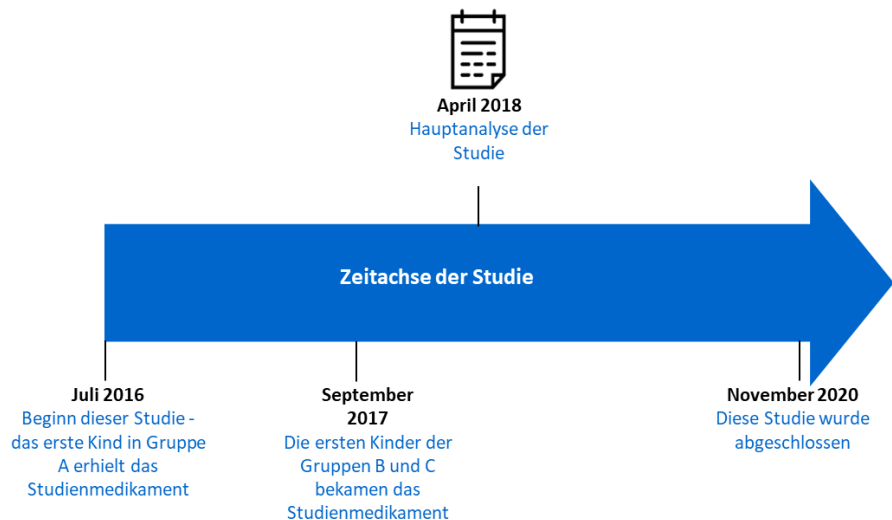 April 2018
Hauptanalyse der
Studie
Zeitachse der Studie
Juli 2016
Beginn dieser Studie -
das erste Kind in Gruppe
A erhielt das
Studienmedikament
September
2017
Die ersten Kinder der
Gruppen B und C
bekamen das
Studienmedikament
November 2020
Diese Studie wurde
abgeschlossen